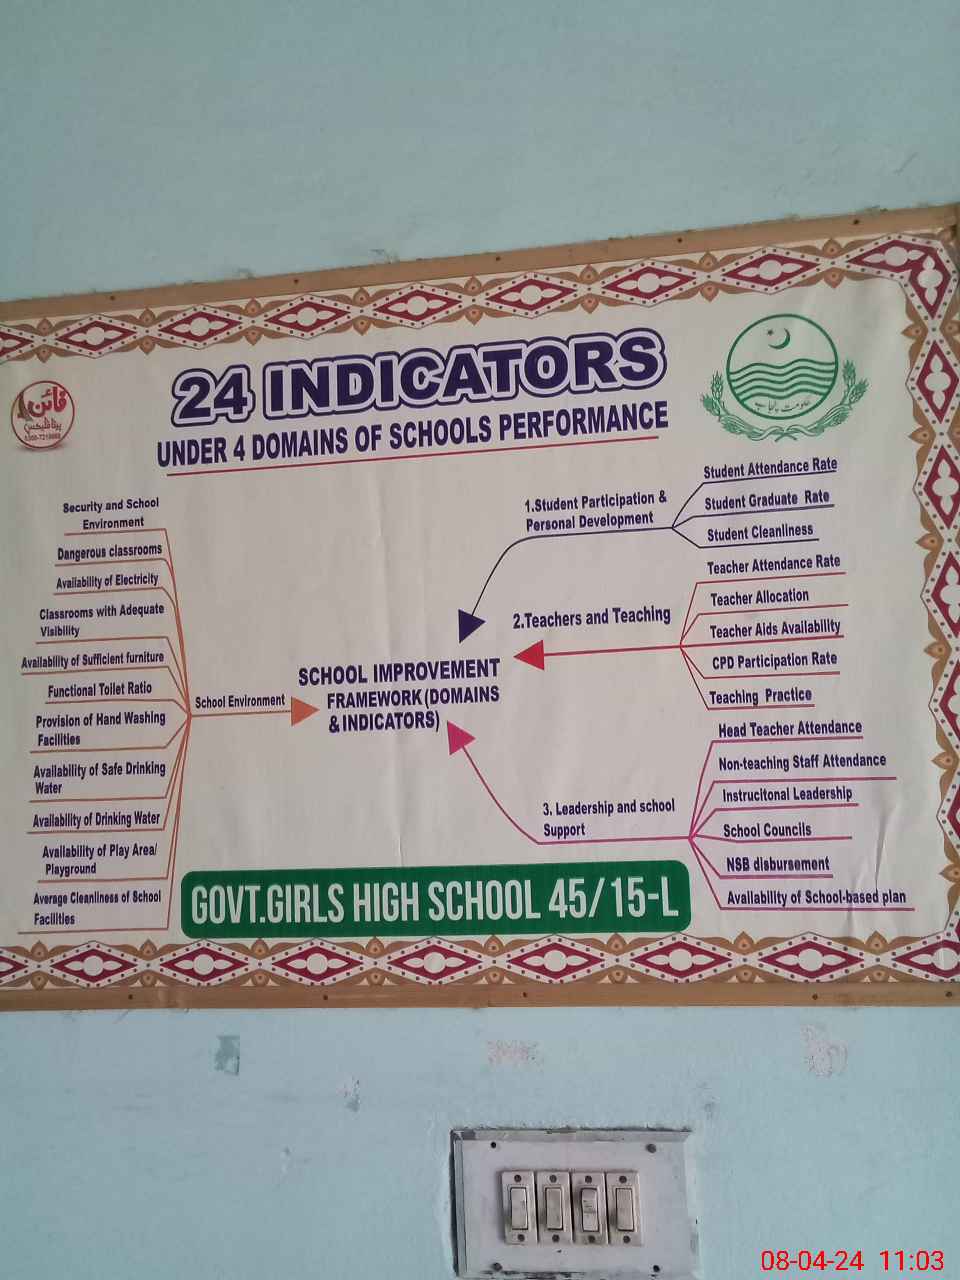 24 INDICATORS
UNDER 4 DOMAINS OF SCHOOLS PERFORMANCE
فائن
پرنٹ فلیکس
حکومت پنجاب
Security and School
Environment
Dangerous classrooms
Availability of Electricity
Classrooms with Adequate
Visibility
Availability of Sufficient furniture
Functional Toilet Ratio
Provision of Hand Washing
Facilities
Availability of Safe Drinking
Water
Availability of Drinking Water
Availability of Play Area/
Playground
Average Cleanliness of School
Facilities
School Environment
SCHOOL IMPROVEMENT
FRAMEWORK (DOMAINS
& INDICATORS)
1.Student Participation &
Personal Development
Student Attendance Rate
Student Graduate Rate
Student Cleanliness
2.Teachers and Teaching
Teacher Attendance Rate
Teacher Allocation
Teacher Aids Availability
CPD Participation Rate
Teaching Practice
3. Leadership and school
Support
Head Teacher Attendance
Non-teaching Staff Attendance
Instrucitonal Leadership
School Councils
NSB disbursement
Availability of School-based plan
GOVT.GIRLS HIGH SCHOOL 45/15-L
08-04-24 11:03